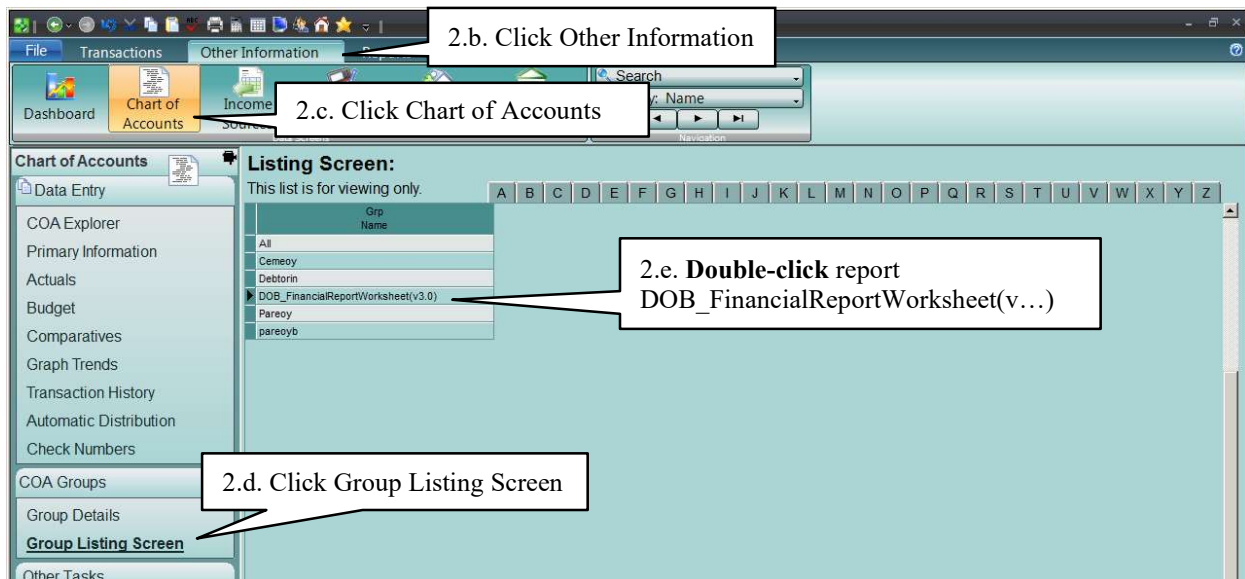 File Transactions Other Information
2.b. Click Other Information
Dashboard
Chart of
Accounts
Income
2.c. Click Chart of Accounts
Search
Name
Navigation
Chart of Accounts
Data Entry
COA Explorer
Primary Information
Actuals
Budget
Comparatives
Graph Trends
Transaction History
Automatic Distribution
Check Numbers
COA Groups
Group Details
Group Listing Screen
Other Tasks
Listing Screen:
This list is for viewing only.
A B C D E F G H I J K L M N O P Q R S T U V W X Y Z
Grp
Name
All
Cemeoy
Debtorin
DOB_FinancialReportWorksheet(v3.0)
Pareoy
pareoyb
2.e. Double-click report
DOB_FinancialReportWorksheet(v…)
2.d. Click Group Listing Screen